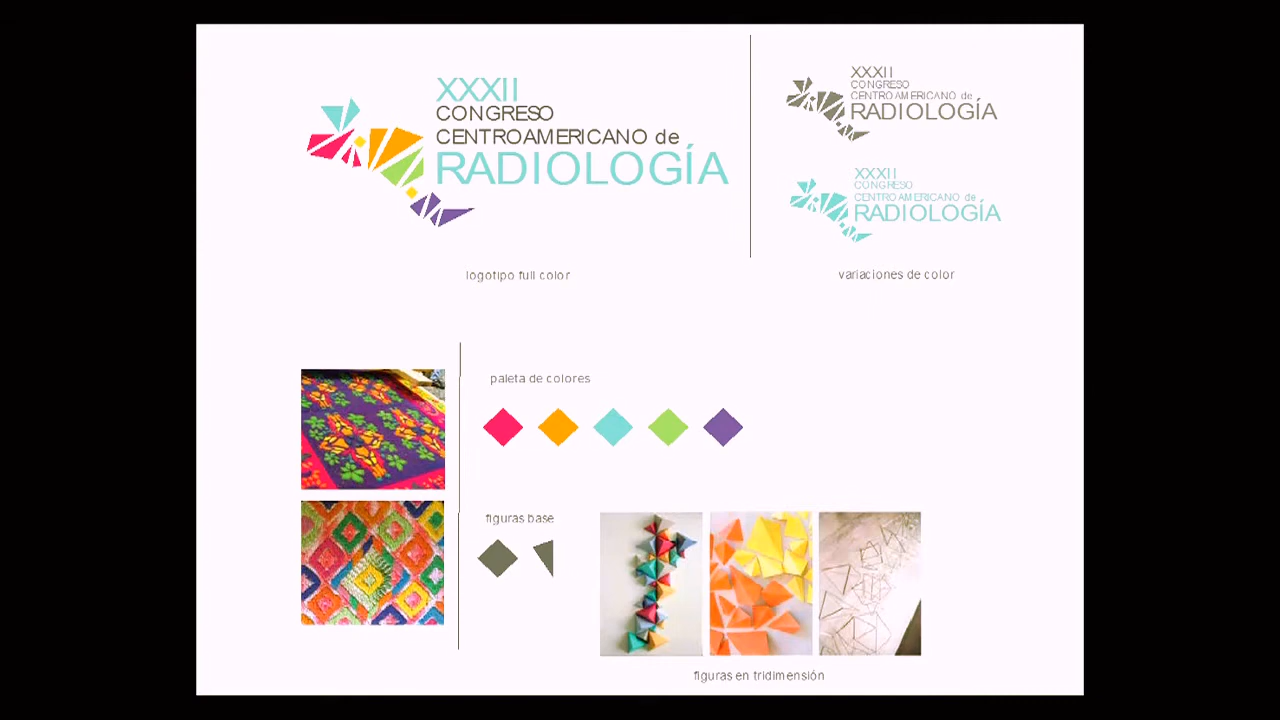 XXXII
CONGRESO
CENTROAMERICANO de
RADIOLOGÍA
logotipo full color
XXXII
CONGRESO
CENTROAMERICANO de
RADIOLOGÍA
XXXII
CONGRESO
CENTROAMERICANO de
RADIOLOGÍA
variaciones de color
paleta de colores
figuras base
figuras en tridimensión